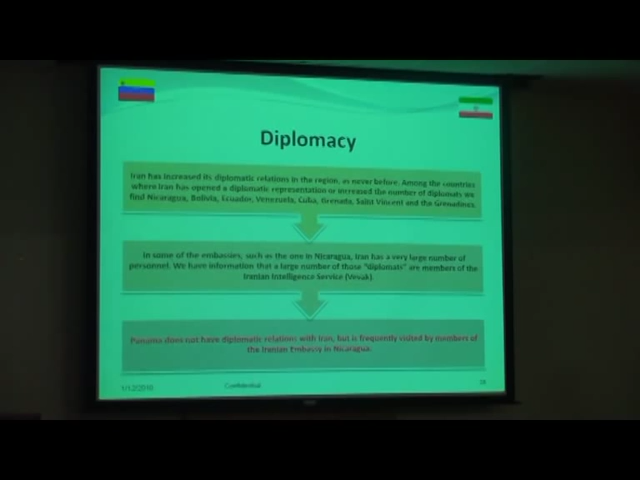 Diplomacy
Iran has increased its diplomatic relations in the region, as never before. Among the countries
where Iran has opened a diplomatic representation or increased the number of diplomats we
find Nicaragua, Bolivia, Ecuador, Venezuela, Cuba, Grenada, Saint Vincent and the Grenadines.
In some of the embassies, such as the one in Nicaragua, Iran has a very large number of
personnel. We have information that a large number of those "diplomats" are members of the
Iranian Intelligence Service (Vevak).
Panama does not have diplomatic relations with Iran, but is frequently visited by members of
the Iranian Embassy in Nicaragua.
Confidential